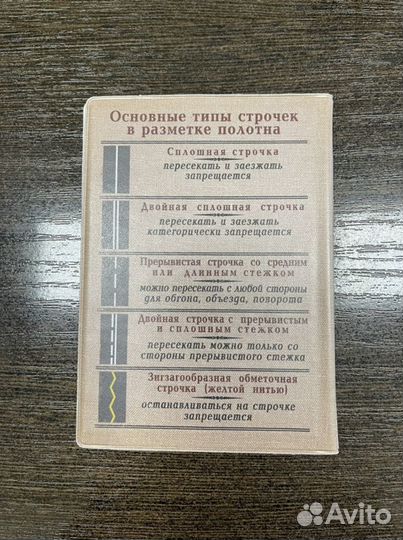 Основные типы строчек
в разметке полотна
Сплошная строчка
пересекать и заезжать
запрещается
Двойная сплошная строчка
пересекать и заезжать
категорически запрещается
Прерывистая строчка со средним
или длинным стежком
можно пересекать с любой стороны
для обгона, объезда, поворота
Двойная строчка с прерывистым
и сплошным стежком
пересекать можно только со
стороны прерывистого стежка
Зигзагообразная обметочная
строчка (желтой нитью)
останавливаться на строчке
запрещается
Avito